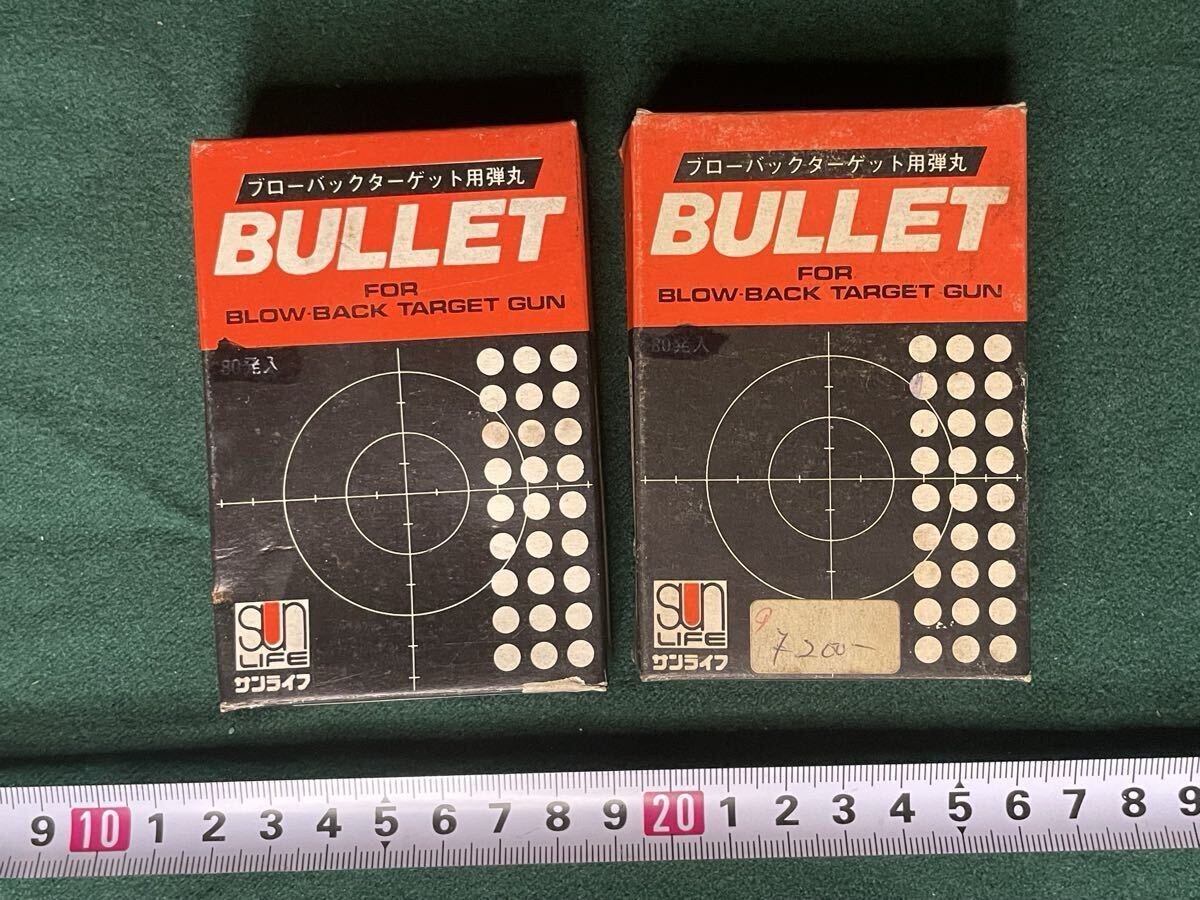 ブローバックターゲット用弾丸
BULLET
FOR
BLOW-BACK TARGET GUN
80発入
Sun
LIFE
サンライフ
ブローバックターゲット用弾丸
BULLET
FOR
BLOW-BACK TARGET GUN
80発入
Sun
LIFE
サンライフ
200-
9 10 1 2 3 4 5 6 7 8 9 20 1 2 3 4 5 6 7 8 9